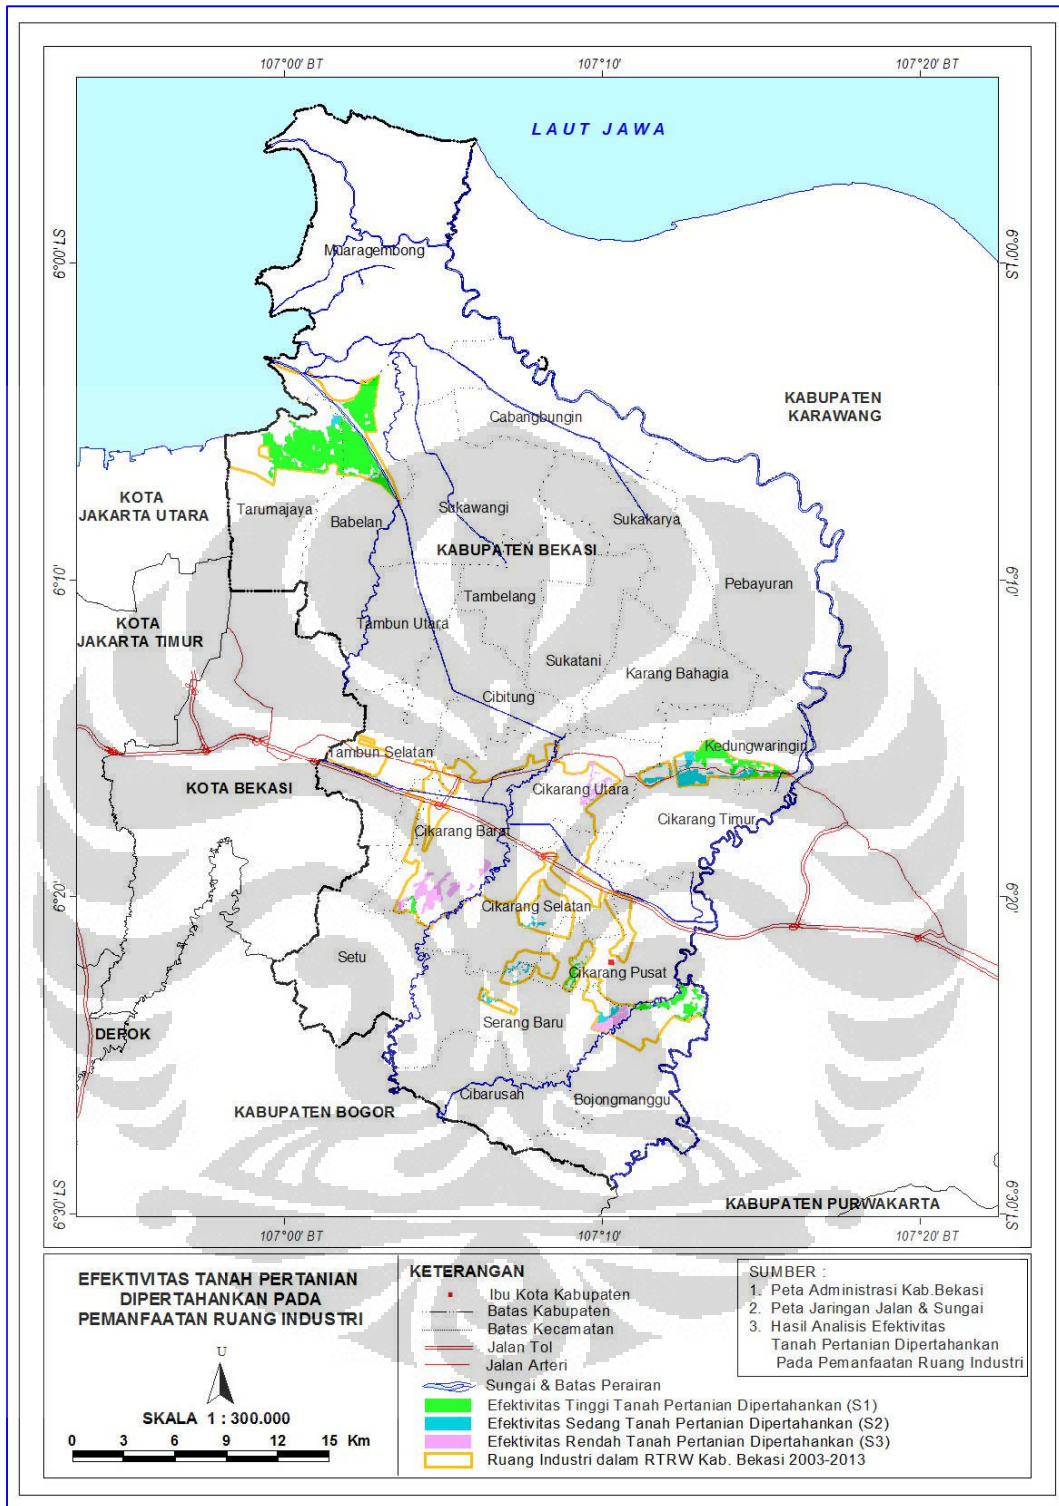 107°00' BT
107°10'
107°20' BT
LAUT JAWA
6°00' LS
Muaragembong
6°00'LS
KABUPATEN
KARAWANG
Cabangbungin
KOTA
JAKARTA UTARA
Tarumajaya
Babelan
Sukawangi
Sukakarya
KABUPATEN BEKASI
6°10'
Pebayuran
6°10'
Tambelang
KOTA
JAKARTA TIMUR
Tambun Utara
Sukatani
Karang Bahagia
Cibitung
Tambun Selatan
Kedungwaringin
KOTA BEKASI
Cikarang Utara
Cikarang Timur
Cikarang Barat
6°20'
Cikarang Selatan
6°20'
Setu
Cikarang Pusat
Serang Baru
DEPOK
Cibarusah
Bojongmanggu
KABUPATEN BOGOR
6°30' LS
KABUPATEN PURWAKARTA
6°30'LS
107°00' BT
107°10'
107°20' BT
EFEKTIVITAS TANAH PERTANIAN
DIPERTAHANKAN PADA
PEMANFAATAN RUANG INDUSTRI
U
SKALA 1 : 300.000
0 3 6 9 12 15 Km
KETERANGAN
Ibu Kota Kabupaten
Batas Kabupaten
Batas Kecamatan
Jalan Tol
Jalan Arteri
Sungai & Batas Perairan
Efektivitas Tinggi Tanah Pertanian Dipertahankan (S1)
Efektivitas Sedang Tanah Pertanian Dipertahankan (S2)
Efektivitas Rendah Tanah Pertanian Dipertahankan (S3)
Ruang Industri dalam RTRW Kab. Bekasi 2003-2013
SUMBER :
1. Peta Administrasi Kab.Bekasi
2. Peta Jaringan Jalan & Sungai
3. Hasil Analisis Efektivitas
Tanah Pertanian Dipertahankan
Pada Pemanfaatan Ruang Industri